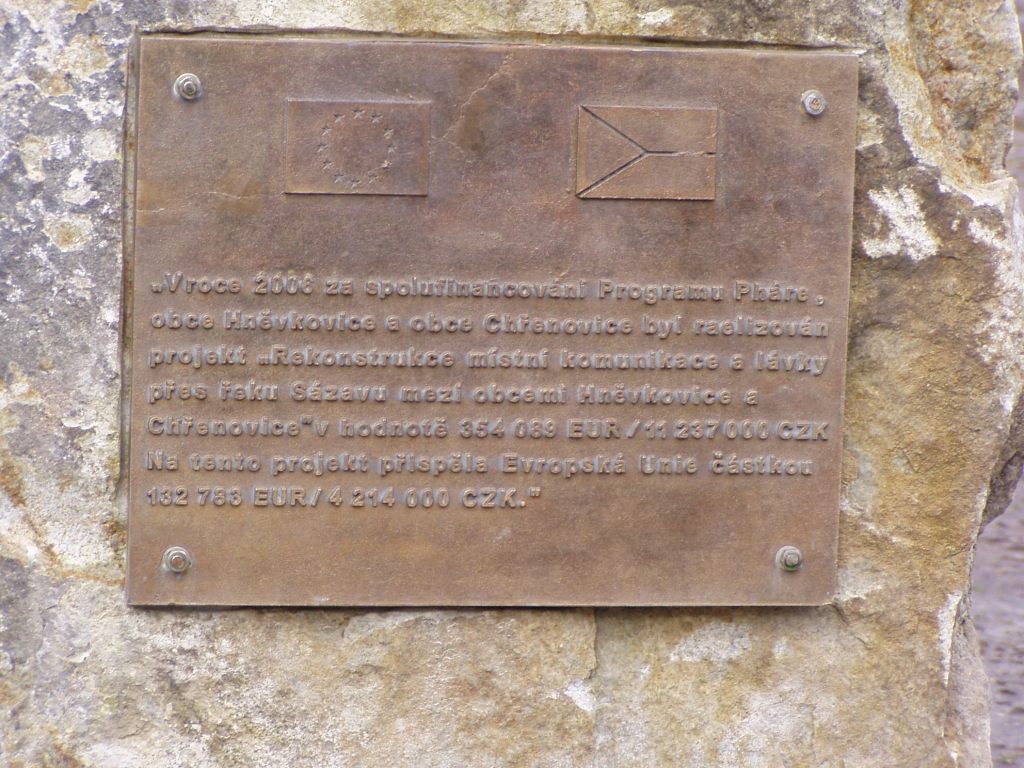 „Vroce 2006 za spolufinancování Programu Phare,
obce Hněvkovice a obce Chřenovice byl raelizován
projekt „Rekonstrukce místní komunikace a lávky
přes řeku Sázavu mezi obcemi Hněvkovice a
Chřenovice"v hodnotě 354 089 EUR/11 237 000 CZK
Na tento projekt přispěla Evropská Unie částkou
132 783 EUR/4 214 000 CZK."